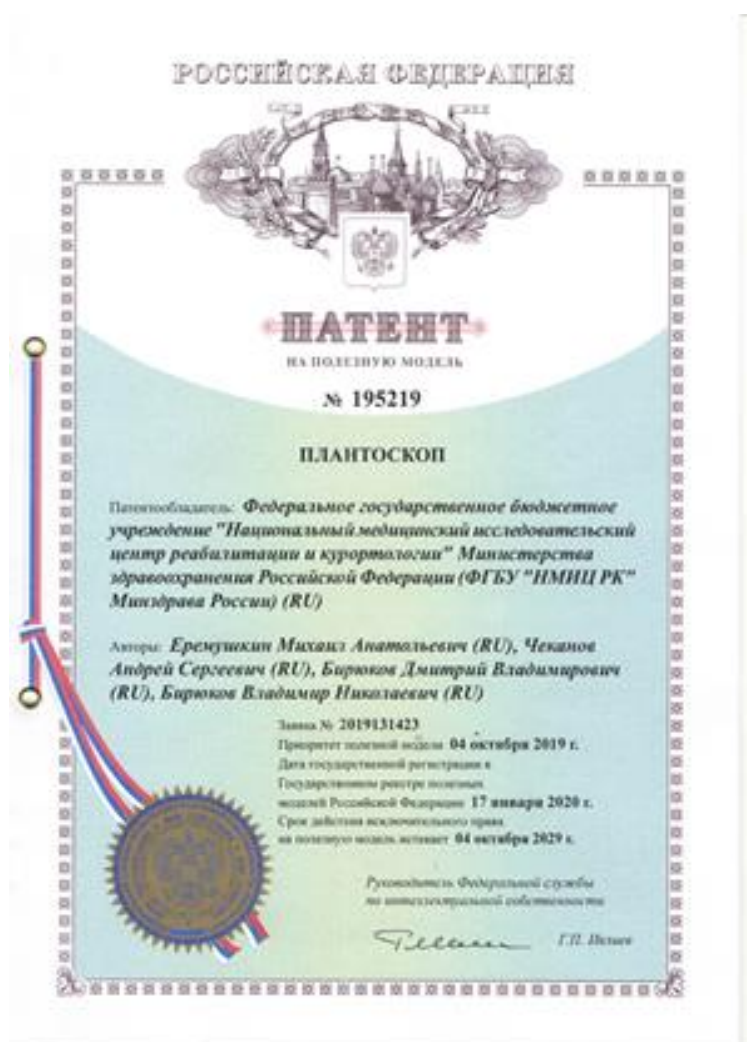 РОССИЙСКАЯ ФЕДЕРАЦИЯ
ПАТЕНТ
НА ПОЛЕЗНУЮ МОДЕЛЬ
№ 195219
ПЛАНТОСКОП
Патентообладатель: Федеральное государственное бюджетное
учреждение "Национальный медицинский исследовательский
центр реабилитации и курортологии" Министерства
здравоохранения Российской Федерации (ФГБУ "НМИЦ РК"
Минздрава России) (RU)
Авторы: Еремушкин Михаил Анатольевич (RU), Чеканов
Андрей Сергеевич (RU), Бирюков Дмитрий Владимирович
(RU), Бирюков Владимир Николаевич (RU)
Заявка № 2019131423
Приоритет полезной модели 04 октября 2019 г.
Дата государственной регистрации в
Государственном реестре полезных
моделей Российской Федерации 17 января 2020 г.
Срок действия исключительного права
на полезную модель истекает 04 октября 2029 г.
Руководитель Федеральной службы
по интеллектуальной собственности
Г.П. Ивлиев